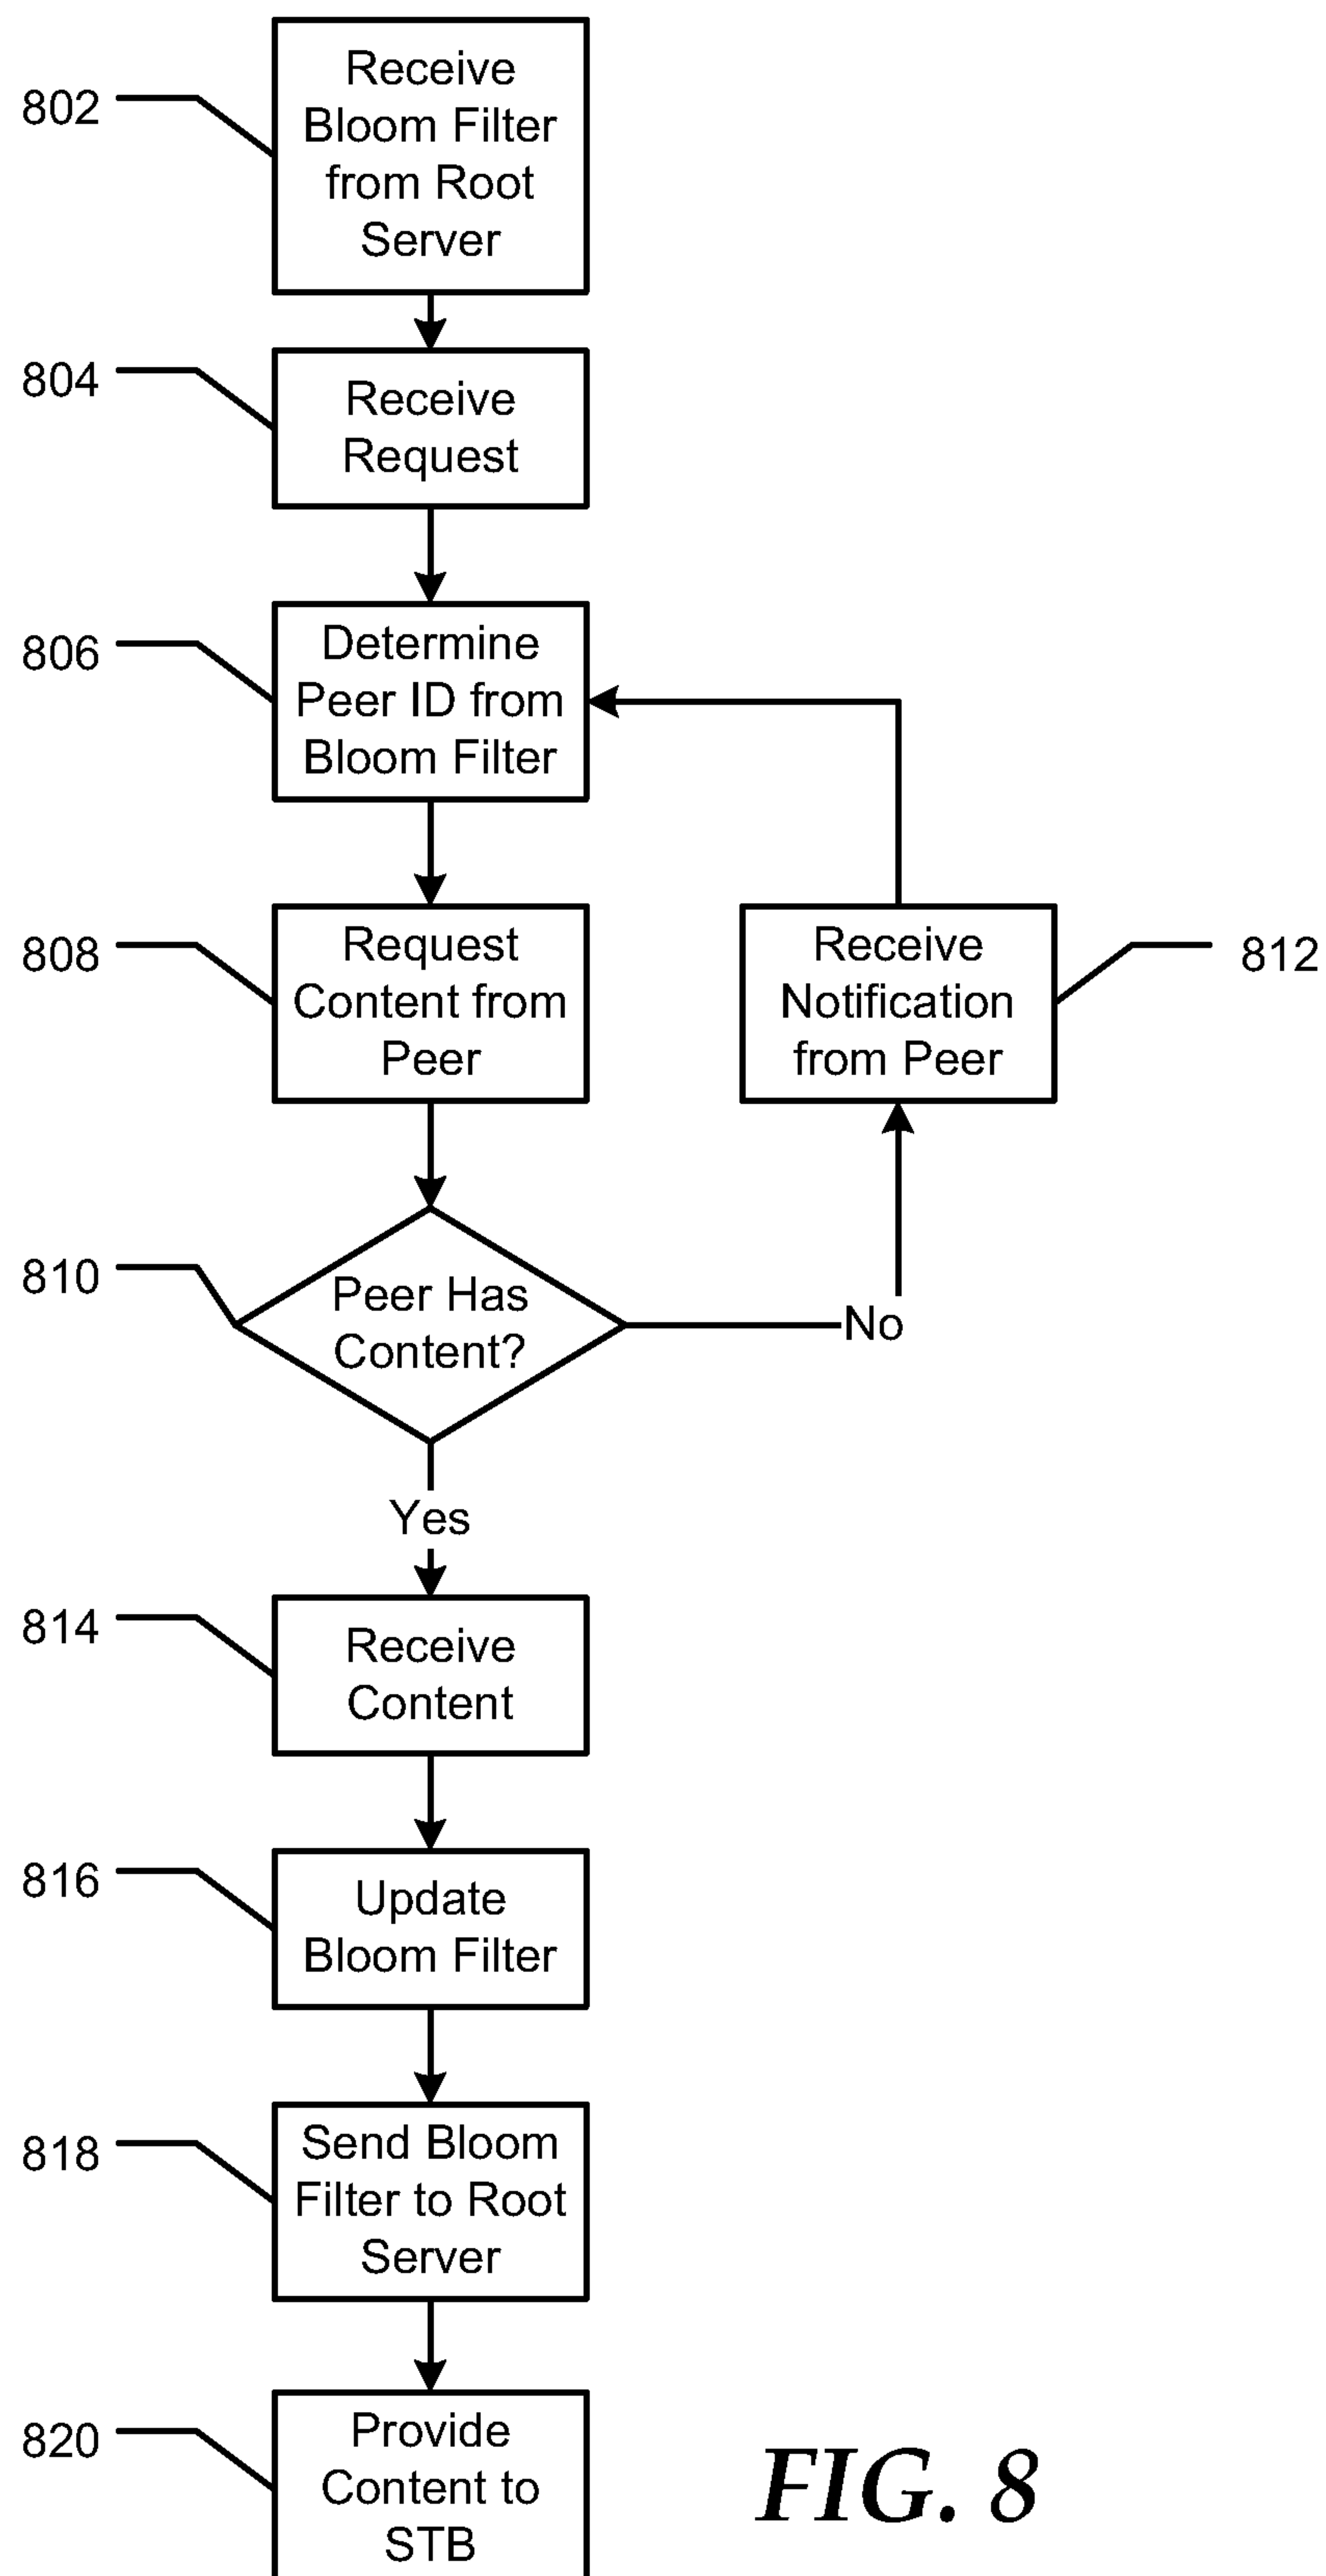 802
Receive
Bloom Filter
from Root
Server
804
Receive
Request
806
Determine
Peer ID from
Bloom Filter
808
Request
Content from
Peer
Receive
Notification
from Peer
812
810
Peer Has
Content?
No
Yes
814
Receive
Content
816
Update
Bloom Filter
818
Send Bloom
Filter to Root
Server
820
Provide
Content to
STB
FIG. 8